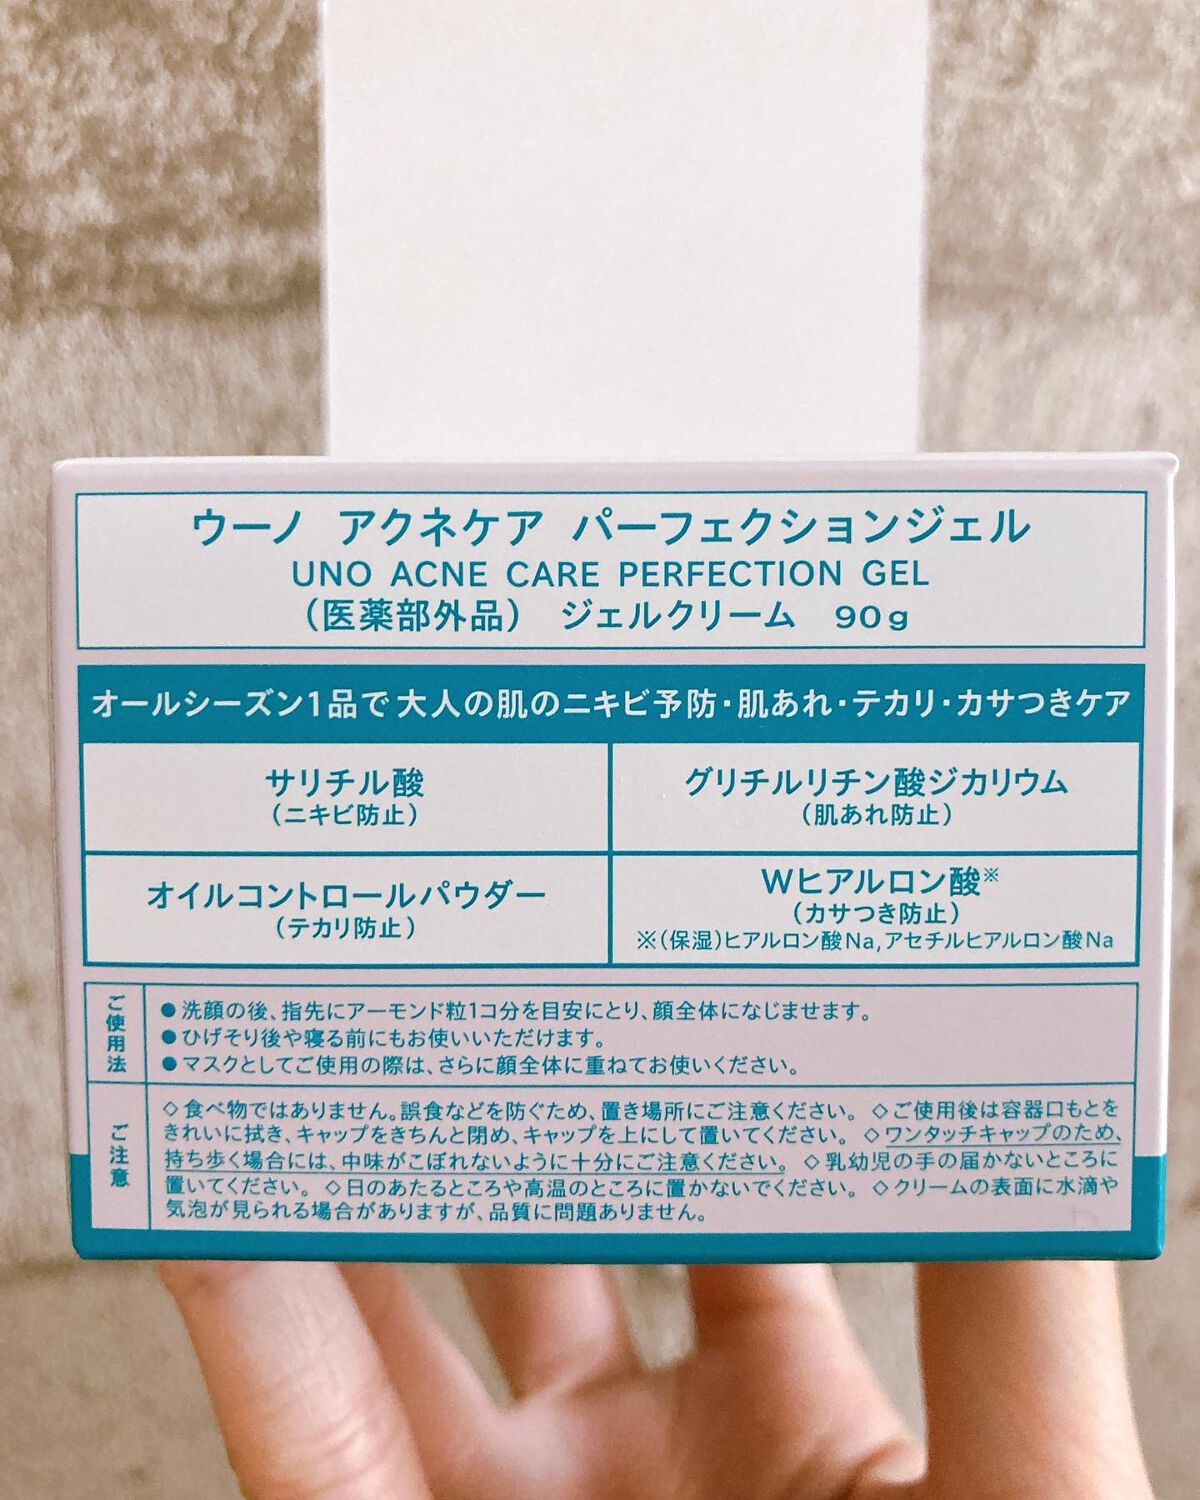 ウーノ アクネケア パーフェクションジェル
UNO ACNE CARE PERFECTION GEL
（医薬部外品） ジェルクリーム 90g
オールシーズン1品で大人の肌のニキビ予防・肌あれ・テカリ・カサつきケア
サリチル酸
（ニキビ防止）
グリチルリチン酸ジカリウム
（肌あれ防止）
オイルコントロールパウダー
（テカリ防止）
Wヒアルロン酸※
（カサつき防止）
※（保湿）ヒアルロン酸Na,アセチルヒアルロン酸Na
ご使用法
●洗顔の後、指先にアーモンド粒1コ分を目安にとり、顔全体になじませます。
●ひげそり後や寝る前にもお使いいただけます。
●マスクとしてご使用の際は、さらに顔全体に重ねてお使いください。
ご注意
◇食べ物ではありません。誤食などを防ぐため、置き場所にご注意ください。 ◇ご使用後は容器口もとを
きれいに拭き、キャップをきちんと閉め、キャップを上にして置いてください。 ◇ワンタッチキャップのため、
持ち歩く場合には、中味がこぼれないように十分にご注意ください。 ◇乳幼児の手の届かないところに
置いてください。 ◇日のあたるところや高温のところに置かないでください。 ◇クリームの表面に水滴や
気泡が見られる場合がありますが、品質に問題ありません。